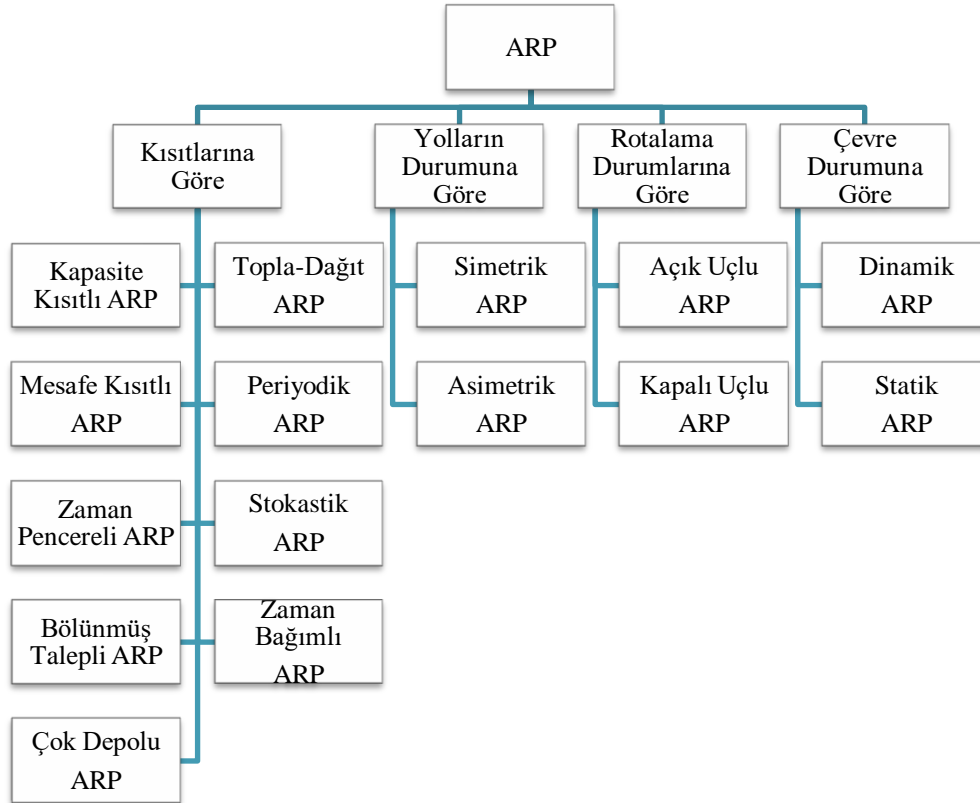 ARP
Kısıtlarına
Göre
Yolların
Durumuna
Göre
Rotalama
Durumlarına
Göre
Çevre
Durumuna
Göre
Kapasite
Kısıtlı ARP
Topla-Dağıt
ARP
Simetrik
ARP
Açık Uçlu
ARP
Dinamik
ARP
Mesafe Kısıtlı
ARP
Periyodik
ARP
Asimetrik
ARP
Kapalı Uçlu
ARP
Statik
ARP
Zaman
Pencereli ARP
Stokastik
ARP
Bölünmüş
Talepli ARP
Zaman
Bağımlı
ARP
Çok Depolu
ARP